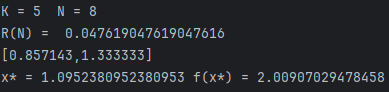 K = 5  N = 8
R(N) =  0.047619047619047616
[0.857143,1.333333]
x* = 1.0952380952380953 f(x*) = 2.00907029478458